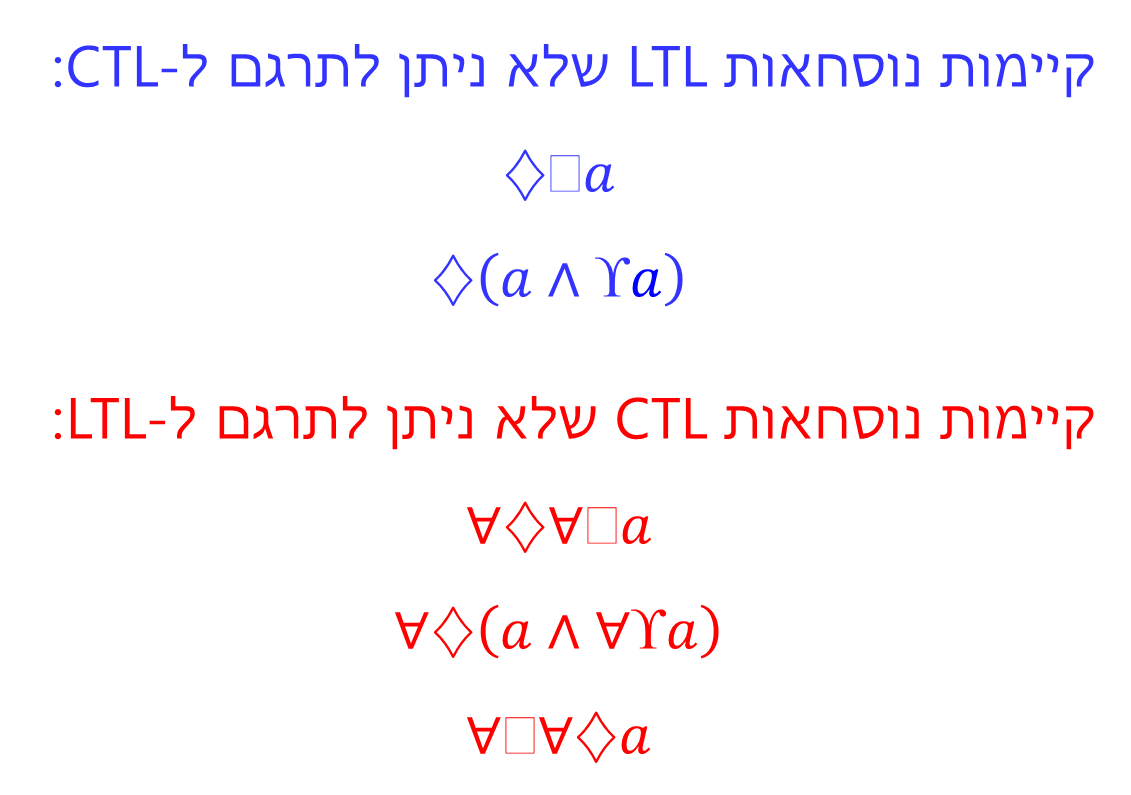 קיימות נוסחאות LTL שלא ניתן לתרגם ל-CTL:
♢□a
♢(a ∧ ϒa)
קיימות נוסחאות CTL שלא ניתן לתרגם ל-LTL:
∀♢∀□a
∀♢(a ∧ ∀ϒa)
∀□∀♢a